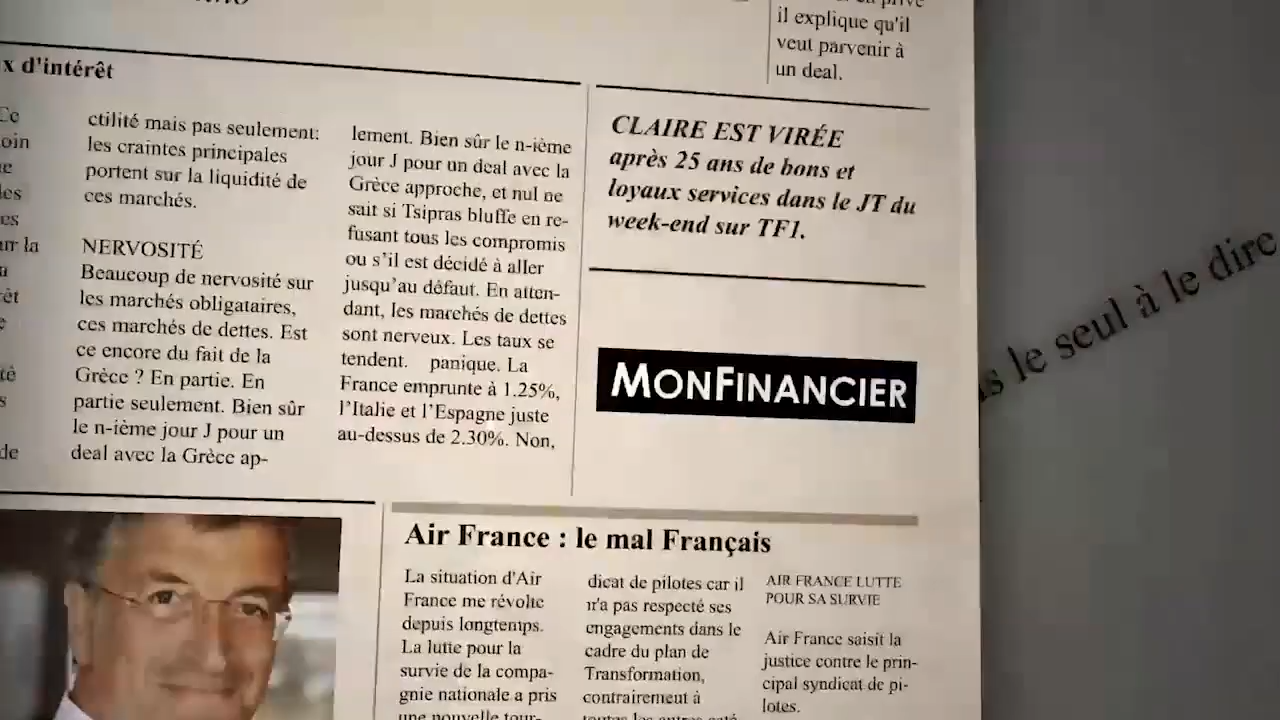 il explique qu'il
veut parvenir à
un deal.
x d'intérêt
ctilité mais pas seulement:
les craintes principales
portent sur la liquidité de
ces marchés.
NERVOSITÉ
Beaucoup de nervosité sur
les marchés obligataires,
ces marchés de dettes. Est
ce encore du fait de la
Grèce ? En partie. En
partie seulement. Bien sûr
le n-ième jour J pour un
deal avec la Grèce ap-
lement. Bien sûr le n-ième
jour J pour un deal avec la
Grèce approche, et nul ne
sait si Tsipras bluffe en re-
fusant tous les compromis
ou s'il est décidé à aller
jusqu'au défaut. En atten-
dant, les marchés de dettes
sont nerveux. Les taux se
tendent. panique. La
France emprunte à 1.25%,
l'Italie et l'Espagne juste
au-dessus de 2.30%. Non,
CLAIRE EST VIRÉE
après 25 ans de bons et
loyaux services dans le JT du
week-end sur TF1.
MONFINANCIER
le seul à le dire
Air France : le mal Français
La situation d'Air
France me révolte
depuis longtemps.
La lutte pour la
survie de la compa-
gnie nationale a pris
une nouvelle tour-
dicat de pilotes car il
n'a pas respecté ses
engagements dans le
cadre du plan de
Transformation,
contrairement à
AIR FRANCE LUTTE
POUR SA SURVIE
Air France saisit la
justice contre le prin-
cipal syndicat de pi-
lotes.